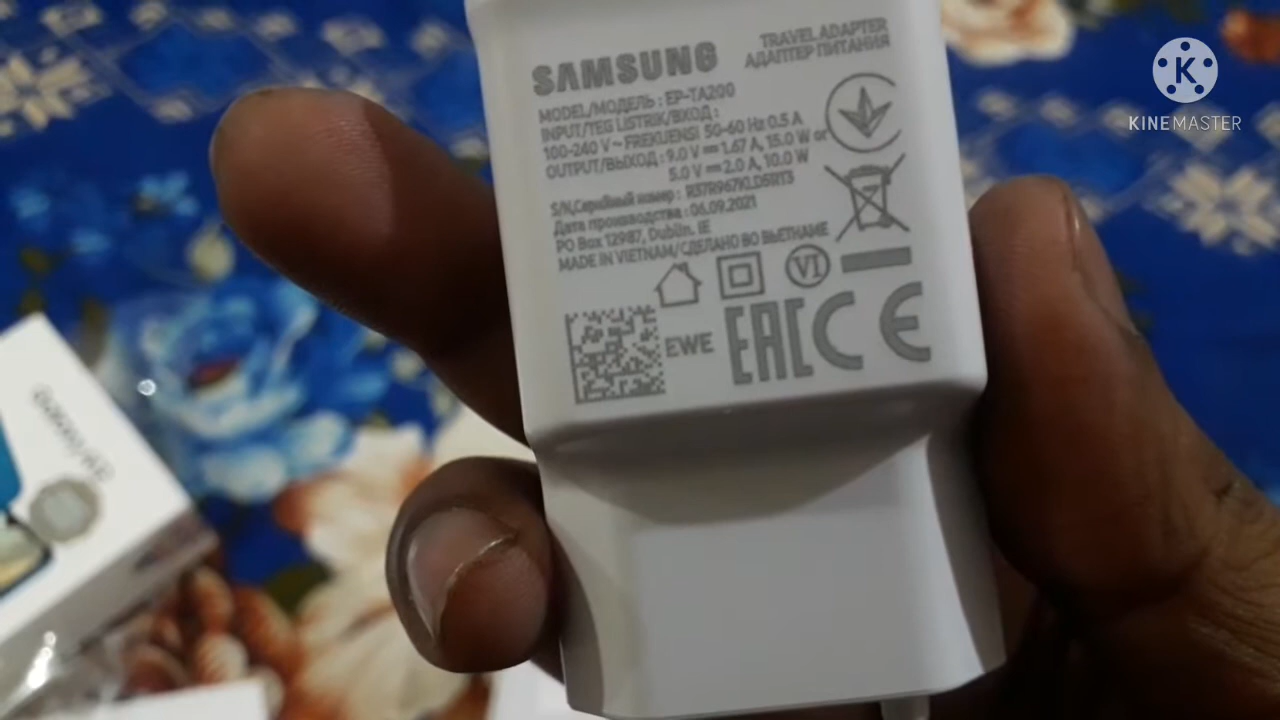 SAMSUNG
TRAVEL ADAPTER
АДАПТЕР ПИТАНИЯ
MODEL/МОДЕЛЬ : EP-TA200
INPUT/TEG LISTRIK/ВХОД :
100-240 V ~ FREKUENSI 50-60 Hz 0.5 A
OUTPUT/ВЫХОД : 9.0 V ⎓ 1.67 A, 15.0 W or
5.0 V ⎓ 2.0 A, 10.0 W
S/N,Серийный номер :
Дата производства : 06.09.2021
PO Box 12987, Dublin. IE
MADE IN VIETNAM/СДЕЛАНО ВО ВЬЕТНАМЕ
VI
EWE
EAC
CE
KINEMASTER
K